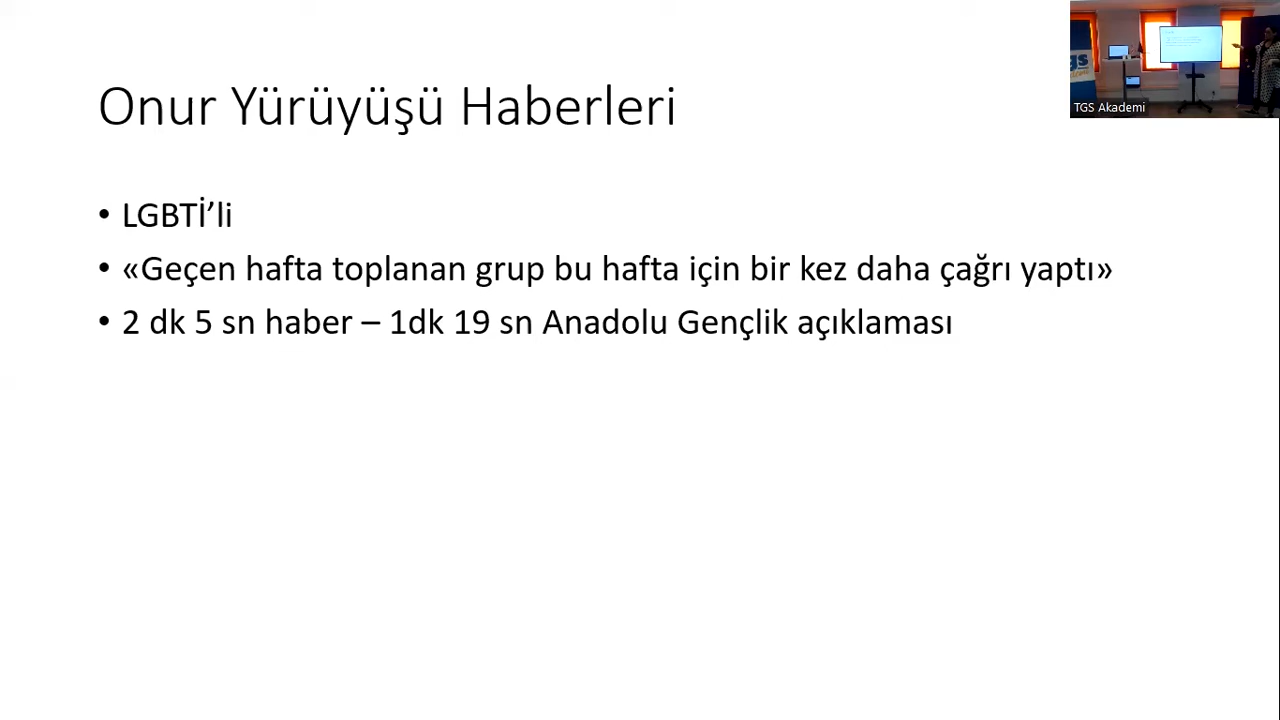 Onur Yürüyüşü Haberleri
• LGBTİ’li
• «Geçen hafta toplanan grup bu hafta için bir kez daha çağrı yaptı»
• 2 dk 5 sn haber – 1dk 19 sn Anadolu Gençlik açıklaması
TGS Akademi